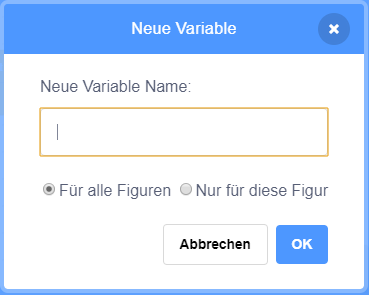 Neue Variable
Neue Variable Name:
Für alle Figuren Nur für diese Figur
Abbrechen OK